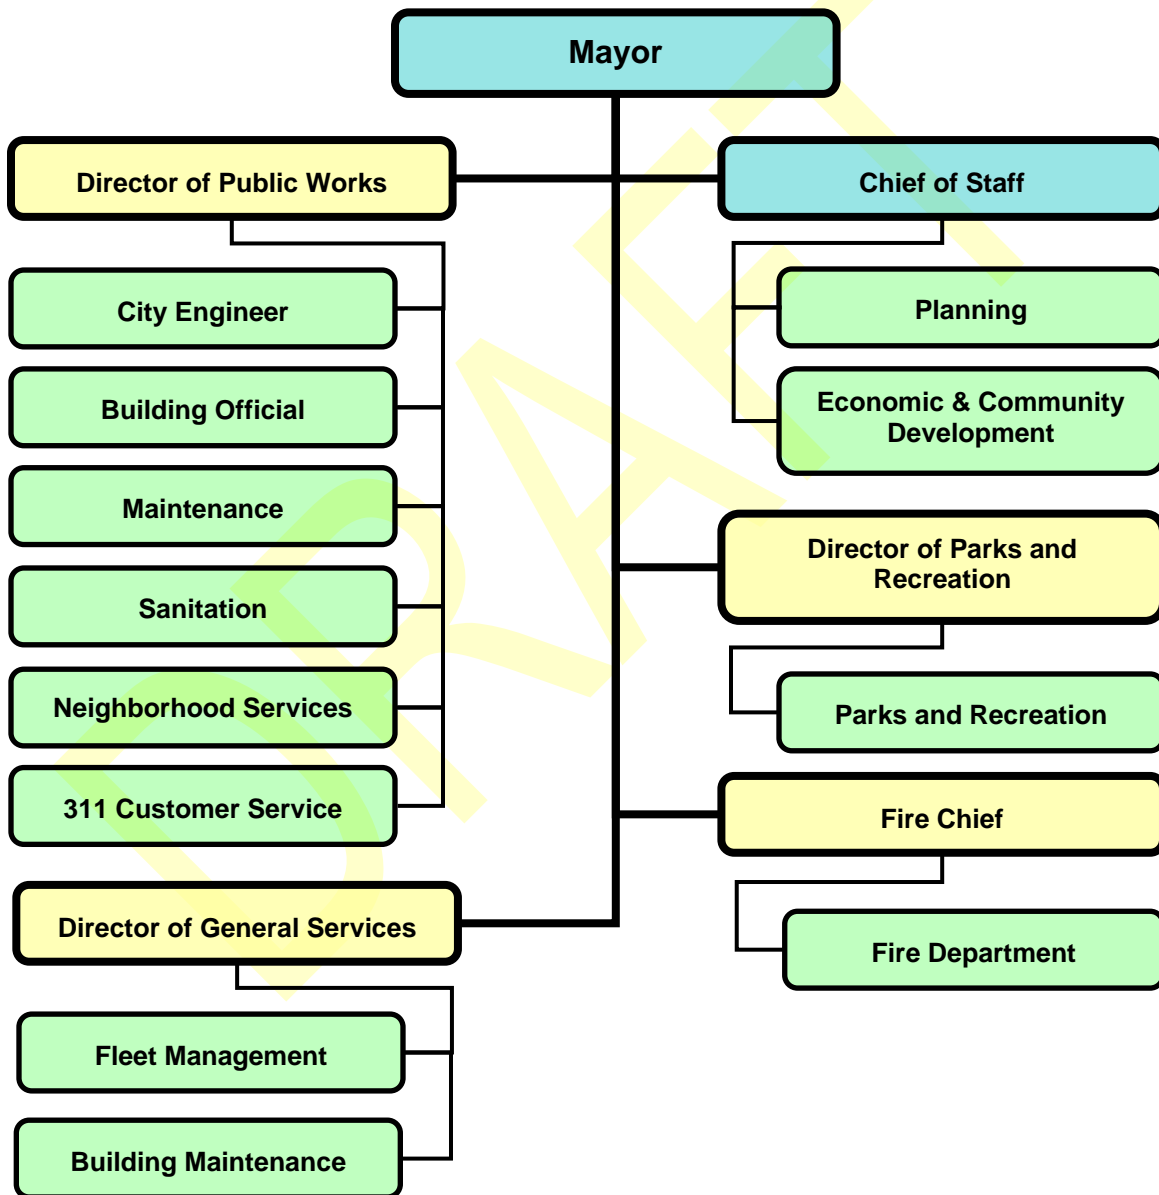 Mayor
Director of Public Works
City Engineer
Building Official
Maintenance
Sanitation
Neighborhood Services
311 Customer Service
Director of General Services
Fleet Management
Building Maintenance
Chief of Staff
Planning
Economic & Community
Development
Director of Parks and
Recreation
Parks and Recreation
Fire Chief
Fire Department
DRAFT